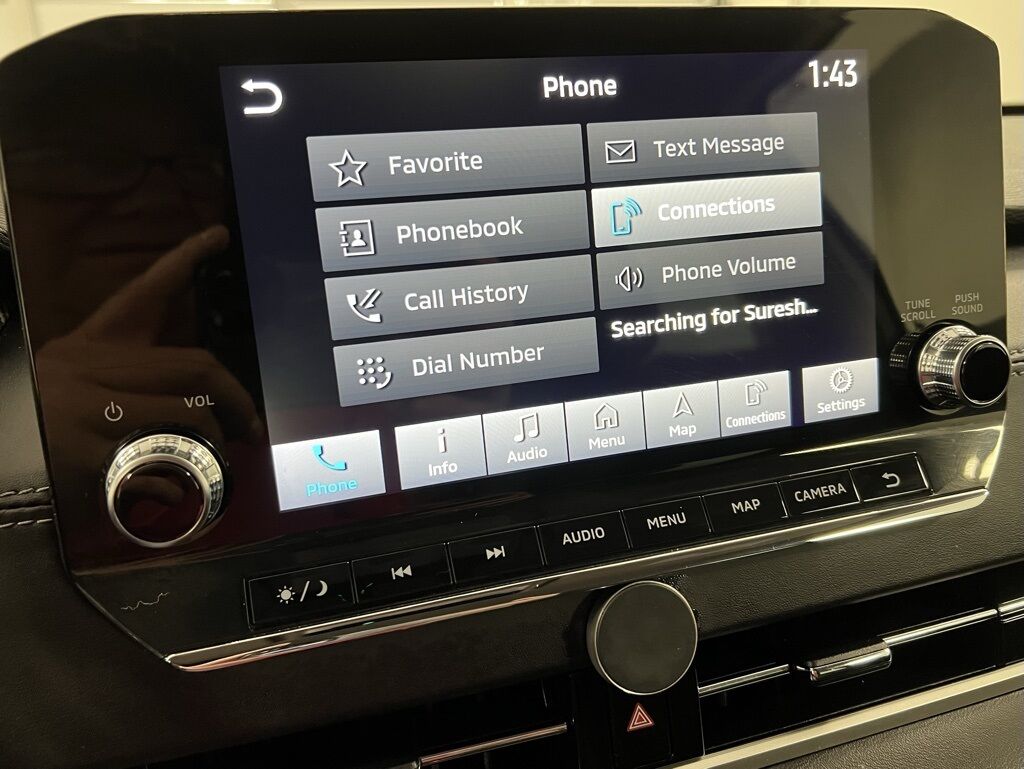 Phone
1:43
Favorite
Text Message
Phonebook
Connections
Call History
Phone Volume
Dial Number
Searching for Suresh...
Phone
Info
Audio
Menu
Map
Connections
Settings
VOL
TUNE
SCROLL
PUSH
SOUND
AUDIO
MENU
MAP
CAMERA